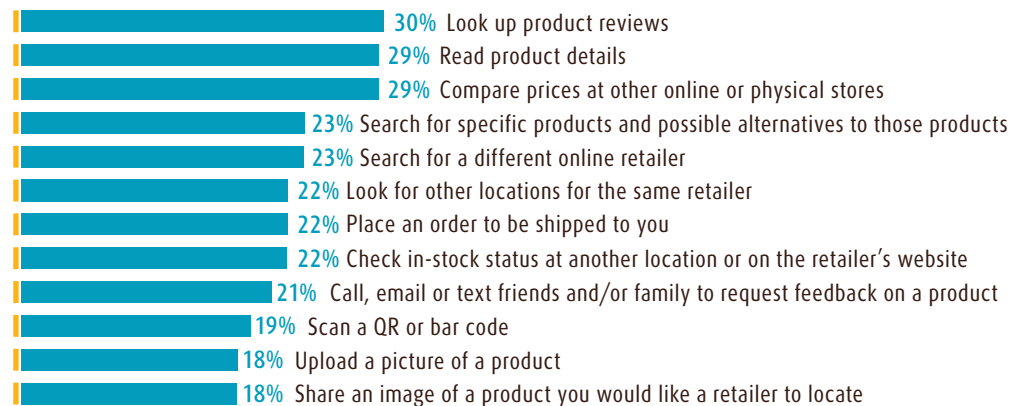 30% Look up product reviews
29% Read product details
29% Compare prices at other online or physical stores
23% Search for specific products and possible alternatives to those products
23% Search for a different online retailer
22% Look for other locations for the same retailer
22% Place an order to be shipped to you
22% Check in-stock status at another location or on the retailer’s website
21% Call, email or text friends and/or family to request feedback on a product
19% Scan a QR or bar code
18% Upload a picture of a product
18% Share an image of a product you would like a retailer to locate